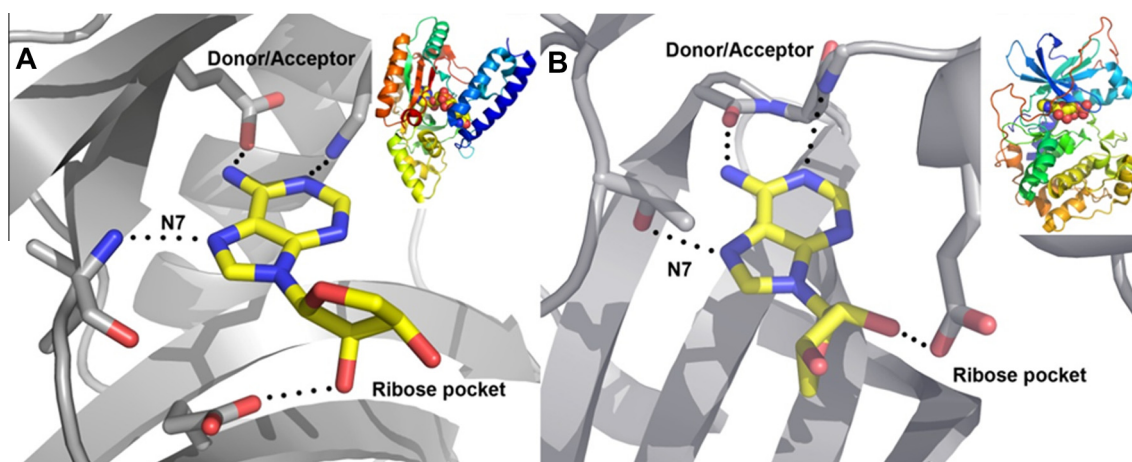 A
Donor/Acceptor
N7
Ribose pocket
B
Donor/Acceptor
N7
Ribose pocket